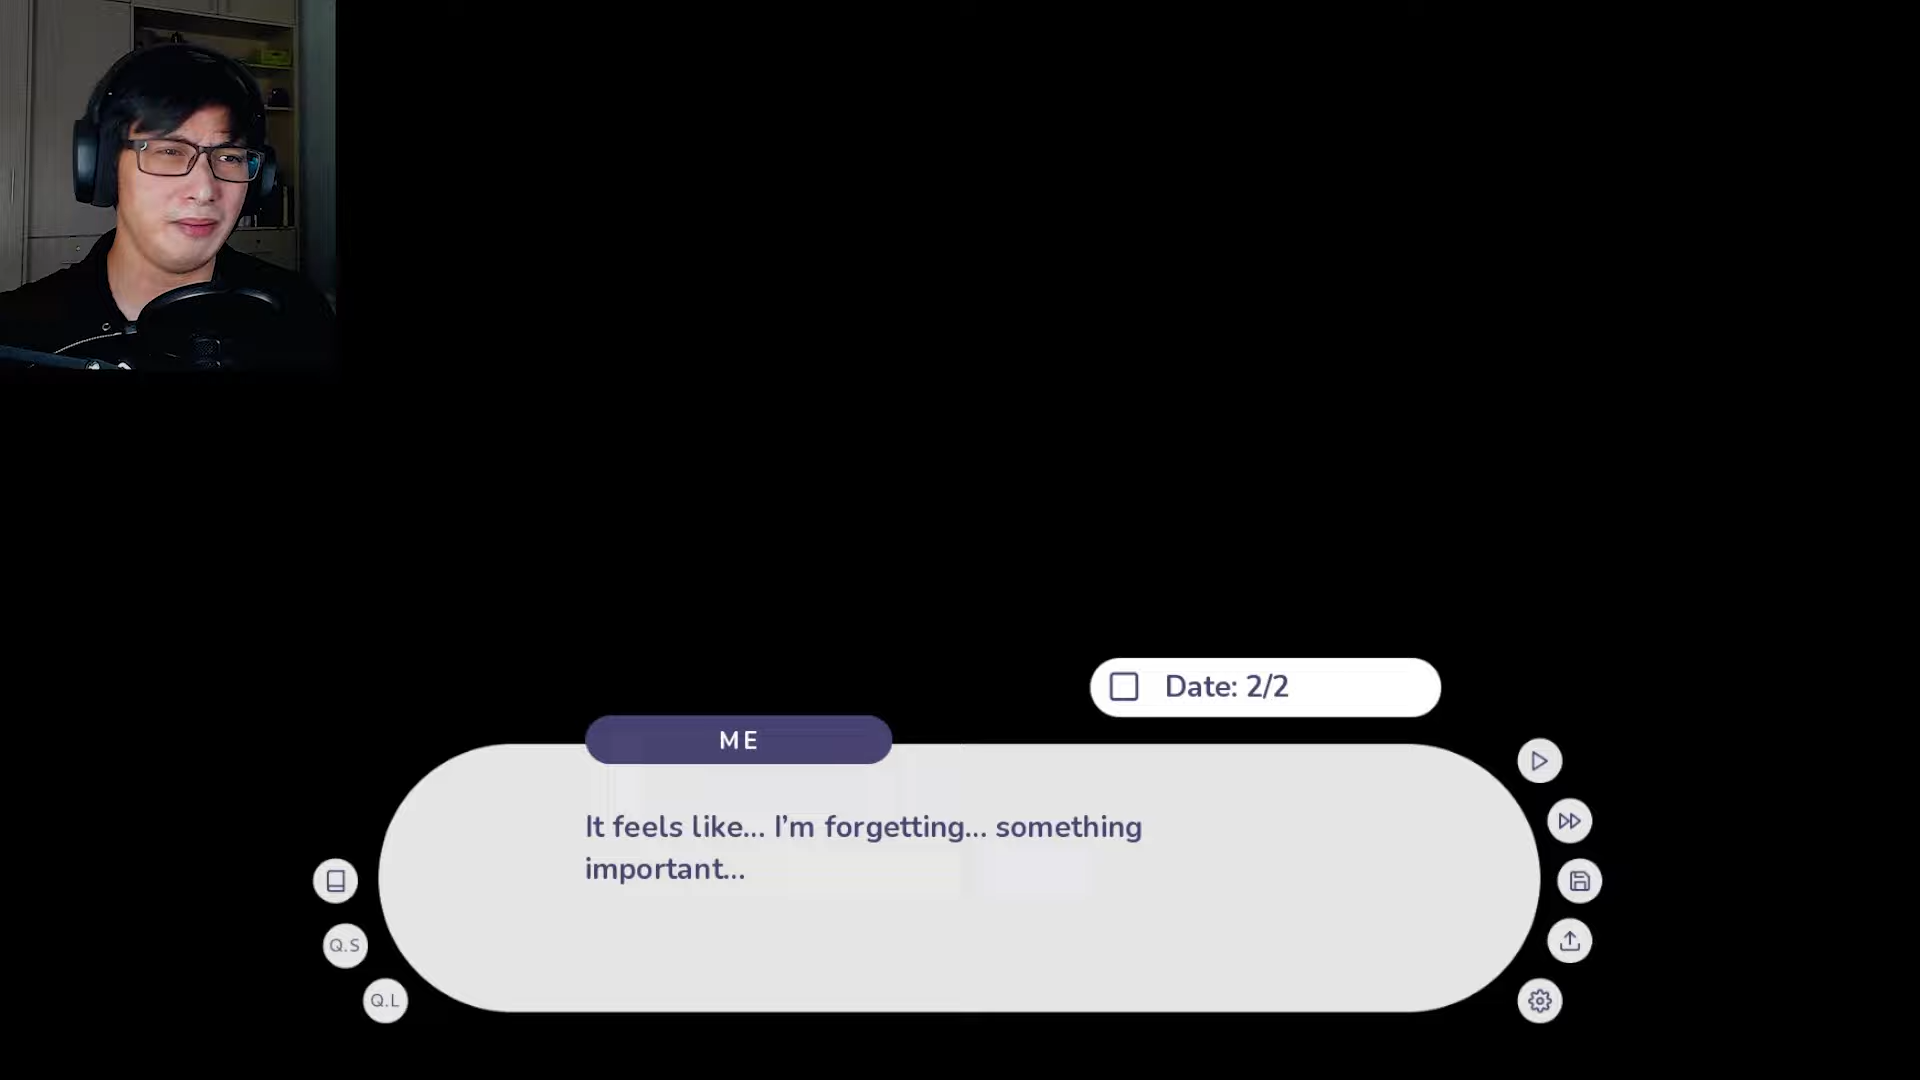 Date: 2/2
ME
It feels like... I'm forgetting... something
important...
Q.S
Q.L